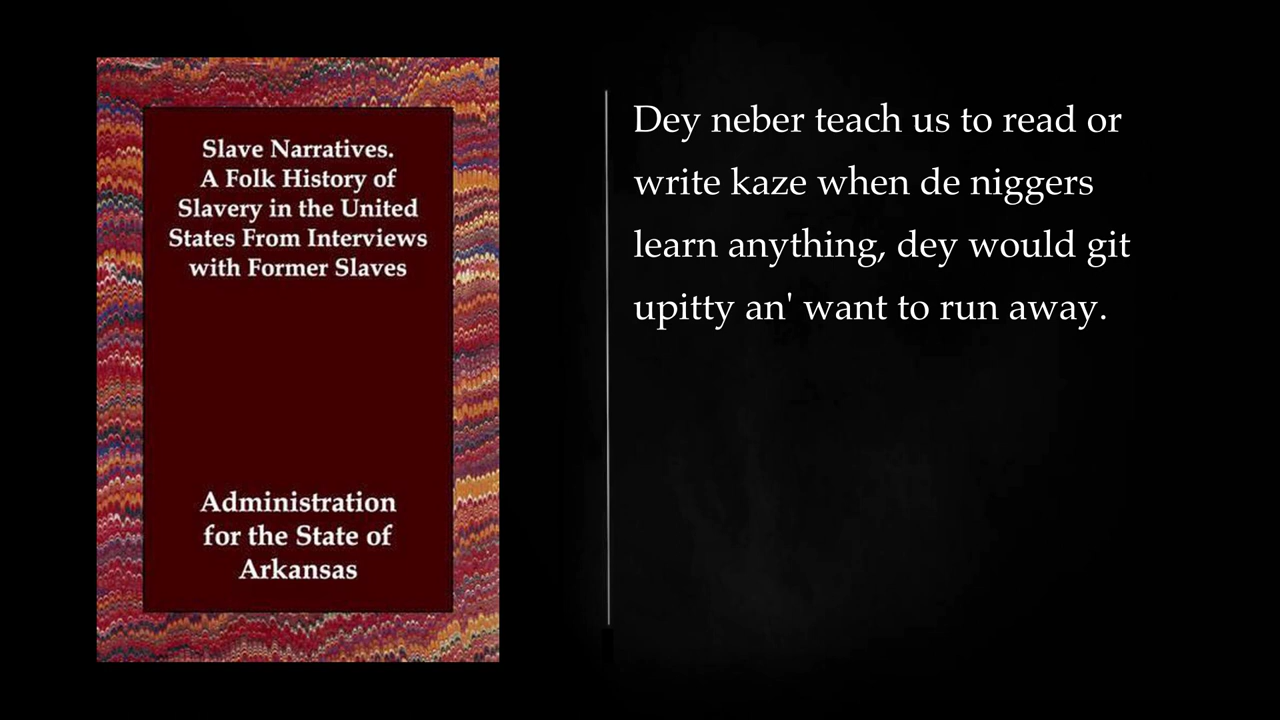 Slave Narratives.
A Folk History of
Slavery in the United
States From Interviews
with Former Slaves
Administration
for the State of
Arkansas
Dey neber teach us to read or
write kaze when de niggers
learn anything, dey would git
upitty an' want to run away.